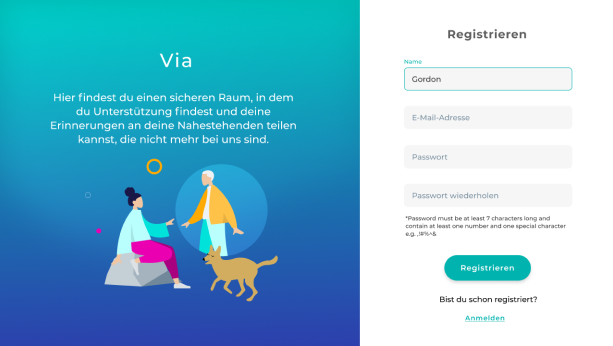 Via
Hier findest du einen sicheren Raum, in dem
du Unterstützung findest und deine
Erinnerungen an deine Nahestehenden teilen
kannst, die nicht mehr bei uns sind.
Registrieren
Name
Gordon
E-Mail-Adresse
Passwort
Passwort wiederholen
*Password must be at least 7 characters long and
contain at least one number and one special character
e.g. ,!#%^&
Registrieren
Bist du schon registriert?
Anmelden